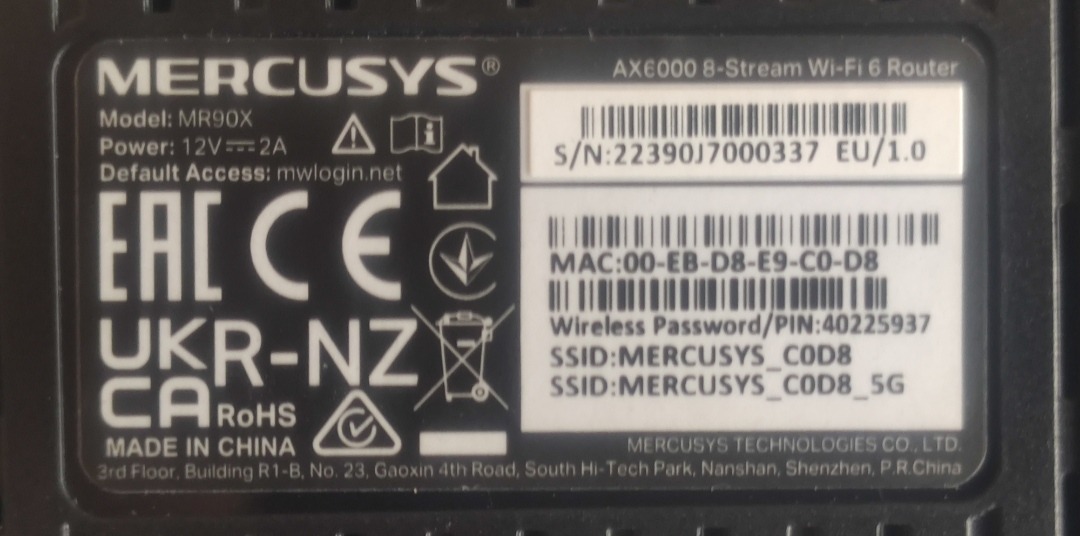 MERCUSYS®
Model: MR90X
Power: 12V⎓2A
Default Access: mwlogin.net
EAC CE
UK R-NZ
CA RoHS
MADE IN CHINA
AX6000 8-Stream Wi-Fi 6 Router
S/N:22390J7000337 EU/1.0
MAC:00-EB-D8-E9-C0-D8
Wireless Password/PIN:40225937
SSID:MERCUSYS_C0D8
SSID:MERCUSYS_C0D8_5G
MERCUSYS TECHNOLOGIES CO., LTD.
3rd Floor, Building R1-B, No. 23, Gaoxin 4th Road, South Hi-Tech Park, Nanshan, Shenzhen, P.R.China